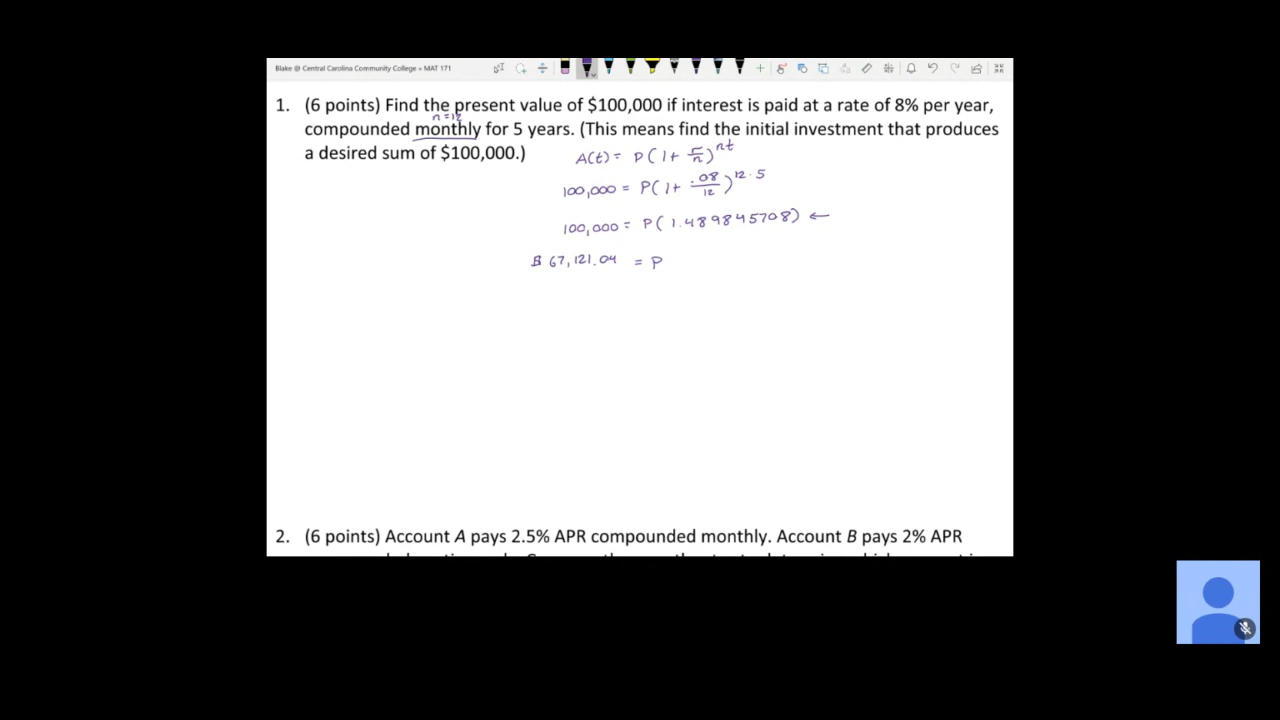 Blake @ Central Carolina Community College » MAT 171
1. (6 points) Find the present value of $100,000 if interest is paid at a rate of 8% per year,
n=12
compounded monthly for 5 years. (This means find the initial investment that produces
a desired sum of $100,000.)
A(t) = P(1+ r/n)^nt
100,000 = P(1+ .08/12)^12·5
100,000 = P(1.489845708) ←
$67,121.04 = P
2. (6 points) Account A pays 2.5% APR compounded monthly. Account B pays 2% APR